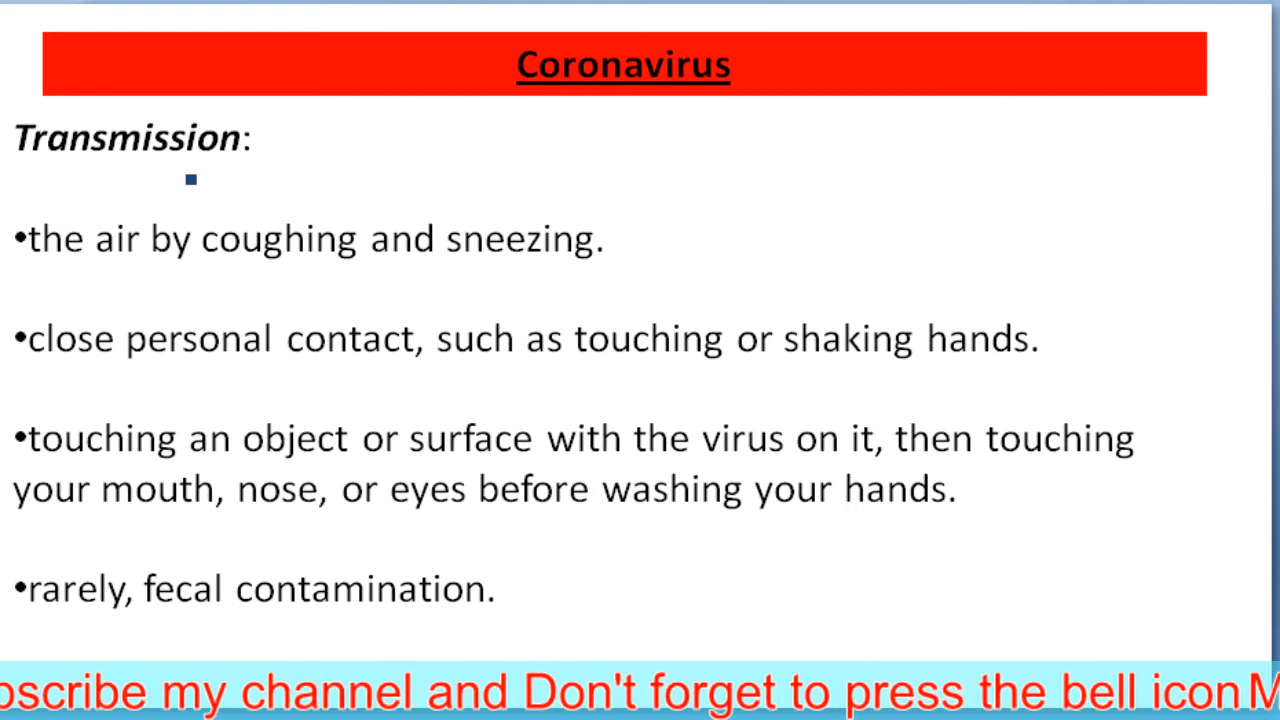 Coronavirus
Transmission:
•the air by coughing and sneezing.
•close personal contact, such as touching or shaking hands.
•touching an object or surface with the virus on it, then touching
your mouth, nose, or eyes before washing your hands.
•rarely, fecal contamination.
my channel and Don't forget to press the bell icon